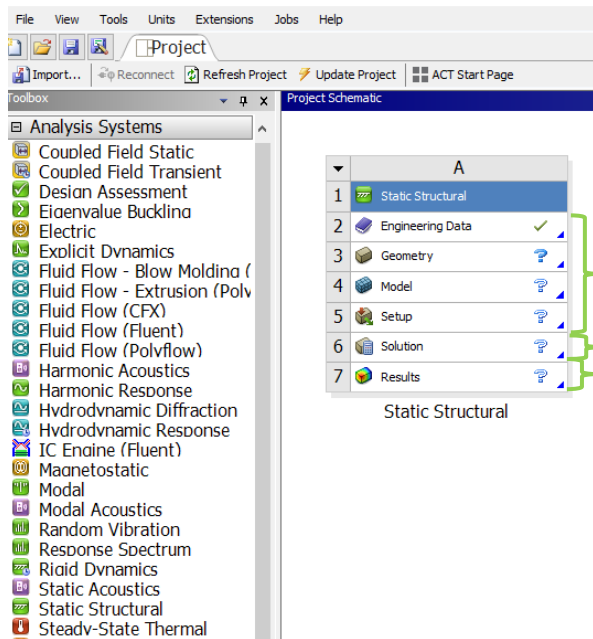 File View Tools Units Extensions Jobs Help
Project
Import... Reconnect Refresh Project Update Project ACT Start Page
Toolbox
Project Schematic
Analysis Systems
Coupled Field Static
Coupled Field Transient
Design Assessment
Eigenvalue Buckling
Electric
Explicit Dynamics
Fluid Flow - Blow Molding (
Fluid Flow - Extrusion (Poly
Fluid Flow (CFX)
Fluid Flow (Fluent)
Fluid Flow (Polyflow)
Harmonic Acoustics
Harmonic Response
Hydrodynamic Diffraction
Hydrodynamic Response
IC Engine (Fluent)
Magnetostatic
Modal
Modal Acoustics
Random Vibration
Response Spectrum
Rigid Dynamics
Static Acoustics
Static Structural
Steady-State Thermal
A
1 Static Structural
2 Engineering Data
3 Geometry ?
4 Model ?
5 Setup ?
6 Solution ?
7 Results ?
Static Structural